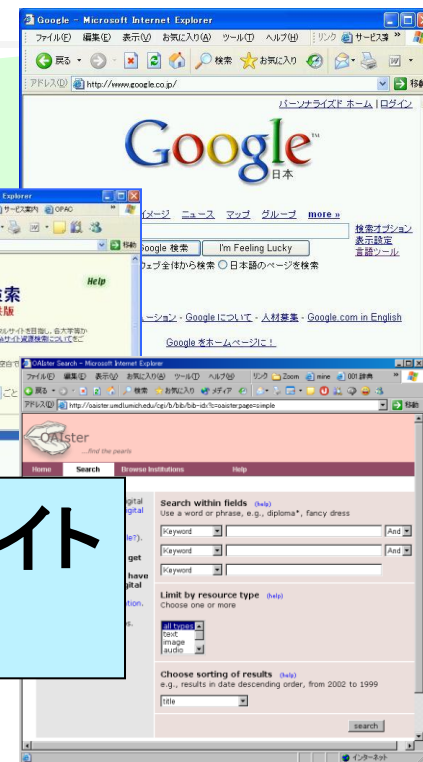 Google - Microsoft Internet Explorer
ファイル(F) 編集(E) 表示(V) お気に入り(A) ツール(T) ヘルプ(H) リンク サービス案 »
戻る 検索 お気に入り
アドレス(D) http://www.google.co.jp/ 移動
パーソナライズド ホーム | ログイン
Google
日本
イメージ ニュース マップ グループ more »
検索オプション
表示設定
言語ツール
Google 検索 I'm Feeling Lucky
ウェブ全体から検索 日本語のページを検索
Google について - 人材募集 - Google.com in English
Google をホームページに!
Explorer
サービス案内 OPAC »
移動
Help
索
版
OAIster Search - Microsoft Internet Explorer
ファイル(F) 編集(E) 表示(V) お気に入り(A) ツール(T) ヘルプ(H) リンク Zoom mine 001辞典 »
戻る 検索 お気に入り メディア
アドレス(D) http://oaister.umdl.umich.edu/cgi/b/bib/bib-idx?c=oaister;page=simple 移動
OAIster
...find the pearls
Home Search Browse Institutions Help
Search within fields (help)
Use a word or phrase, e.g., diploma*, fancy dress
Keyword And
Keyword And
Keyword
Limit by resource type (help)
Choose one or more
all types
text
image
audio
Choose sorting of results (help)
e.g., results in date descending order, from 2002 to 1999
title
search
インターネット
イト